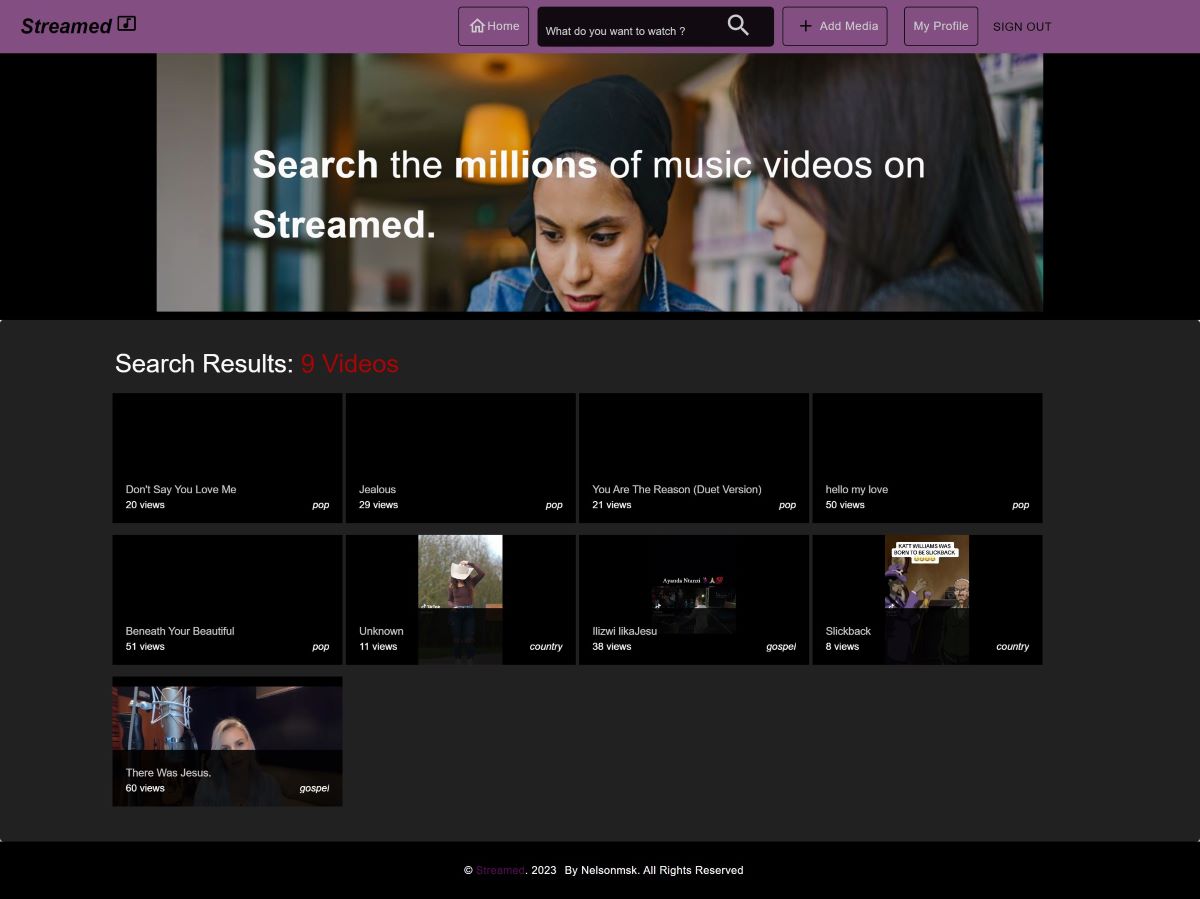 Streamed
Home
What do you want to watch ?
Add Media
My Profile
SIGN OUT
Search the millions of music videos on
Streamed.
Search Results: 9 Videos
Don't Say You Love Me
20 views
pop
Jealous
29 views
pop
You Are The Reason (Duet Version)
21 views
pop
hello my love
50 views
pop
Beneath Your Beautiful
51 views
pop
Unknown
11 views
country
Ayanda Ntanzi
Ilizwi likaJesu
38 views
gospel
KATT WILLIAMS WAS
BORN TO BE SLICKBACK
Slickback
8 views
country
There Was Jesus.
60 views
gospel
© Streamed. 2023 By Nelsonmsk. All Rights Reserved